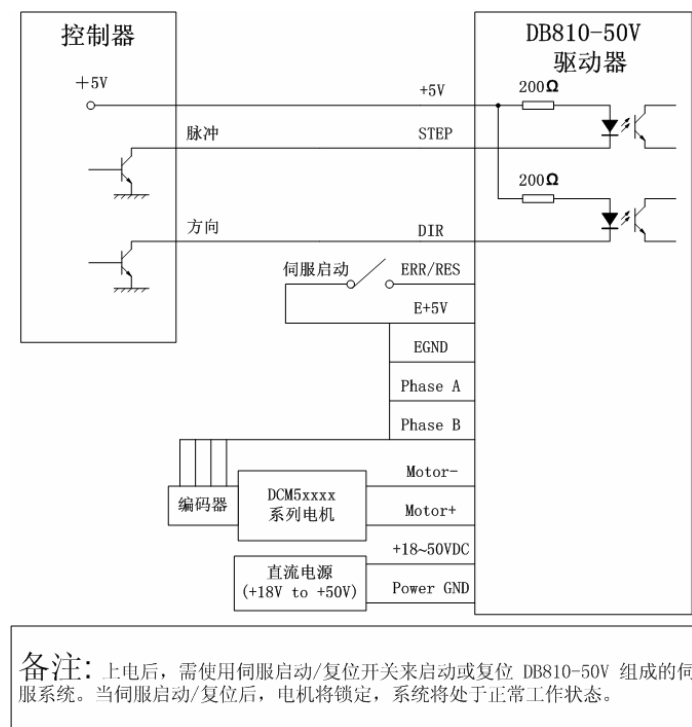 控制器
DB810-50V
驱动器
+5V
+5V
200Ω
脉冲
STEP
200Ω
方向
DIR
伺服启动
ERR/RES
E+5V
EGND
Phase A
Phase B
Motor-
编码器
DCM5xxxx
系列电机
Motor+
+18~50VDC
直流电源
(+18V to +50V)
Power GND
备注: 上电后，需使用伺服启动/复位开关来启动或复位 DB810-50V 组成的伺
服系统。当伺服启动/复位后，电机将锁定，系统将处于正常工作状态。